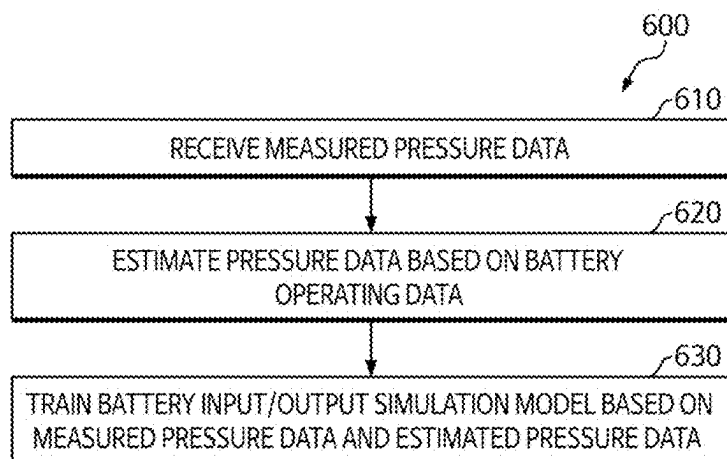 600
610
RECEIVE MEASURED PRESSURE DATA
620
ESTIMATE PRESSURE DATA BASED ON BATTERY
OPERATING DATA
630
TRAIN BATTERY INPUT/OUTPUT SIMULATION MODEL BASED ON
MEASURED PRESSURE DATA AND ESTIMATED PRESSURE DATA